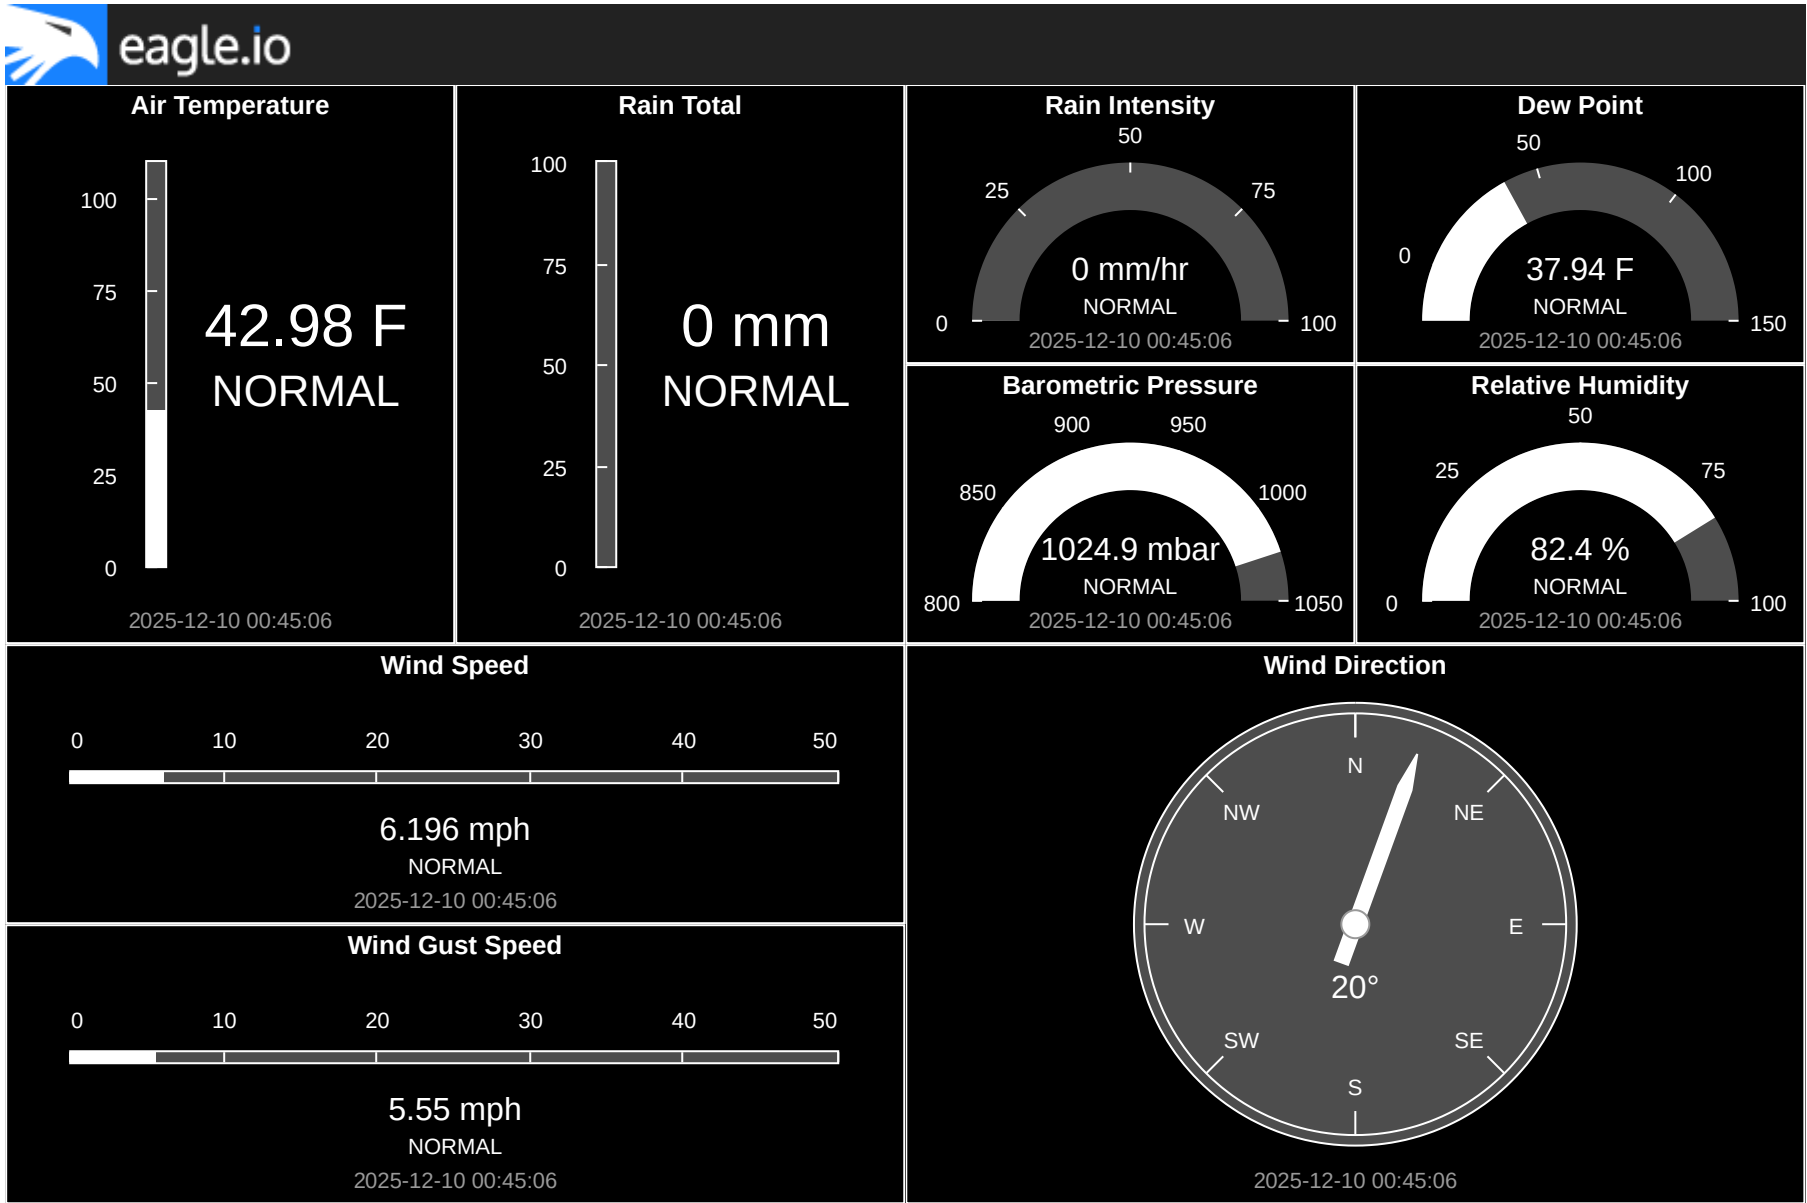 eagle.io
Air Temperature
100
75
50
25
0
42.98 F
NORMAL
2025-12-10 00:45:06
Rain Total
100
75
50
25
0
0 mm
NORMAL
2025-12-10 00:45:06
Rain Intensity
50
25
75
0
100
0 mm/hr
NORMAL
2025-12-10 00:45:06
Dew Point
50
100
0
150
37.94 F
NORMAL
2025-12-10 00:45:06
Barometric Pressure
900
950
850
1000
800
1050
1024.9 mbar
NORMAL
2025-12-10 00:45:06
Relative Humidity
50
25
75
0
100
82.4 %
NORMAL
2025-12-10 00:45:06
Wind Speed
0 10 20 30 40 50
6.196 mph
NORMAL
2025-12-10 00:45:06
Wind Gust Speed
0 10 20 30 40 50
5.55 mph
NORMAL
2025-12-10 00:45:06
Wind Direction
N
NW NE
W E
20°
SW SE
S
2025-12-10 00:45:06